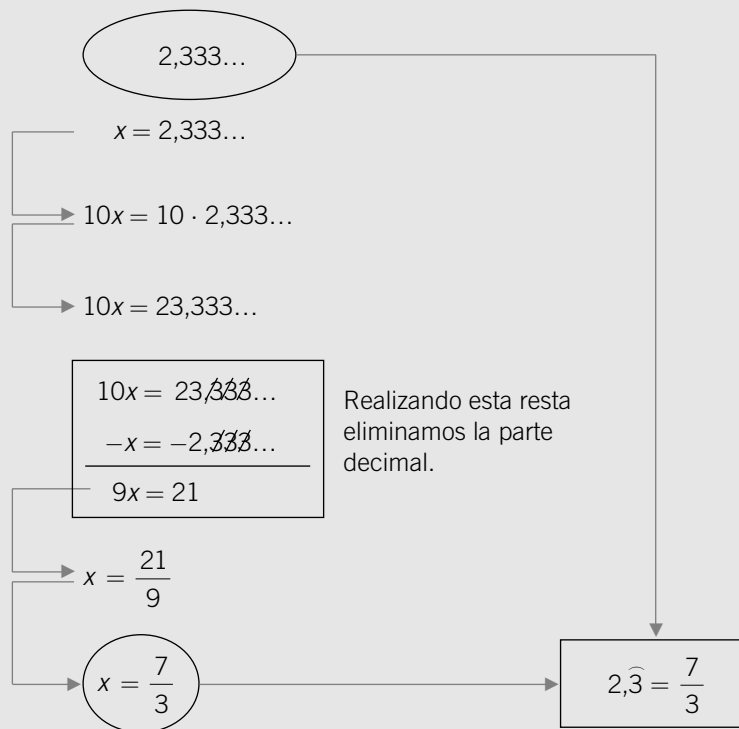 2,333...
x = 2,333...
10x = 10 · 2,333...
10x = 23,333...
10x = 23,333...
−x = −2,333...
9x = 21
Realizando esta resta
eliminamos la parte
decimal.
x = 21/9
x = 7/3
2,3̑ = 7/3